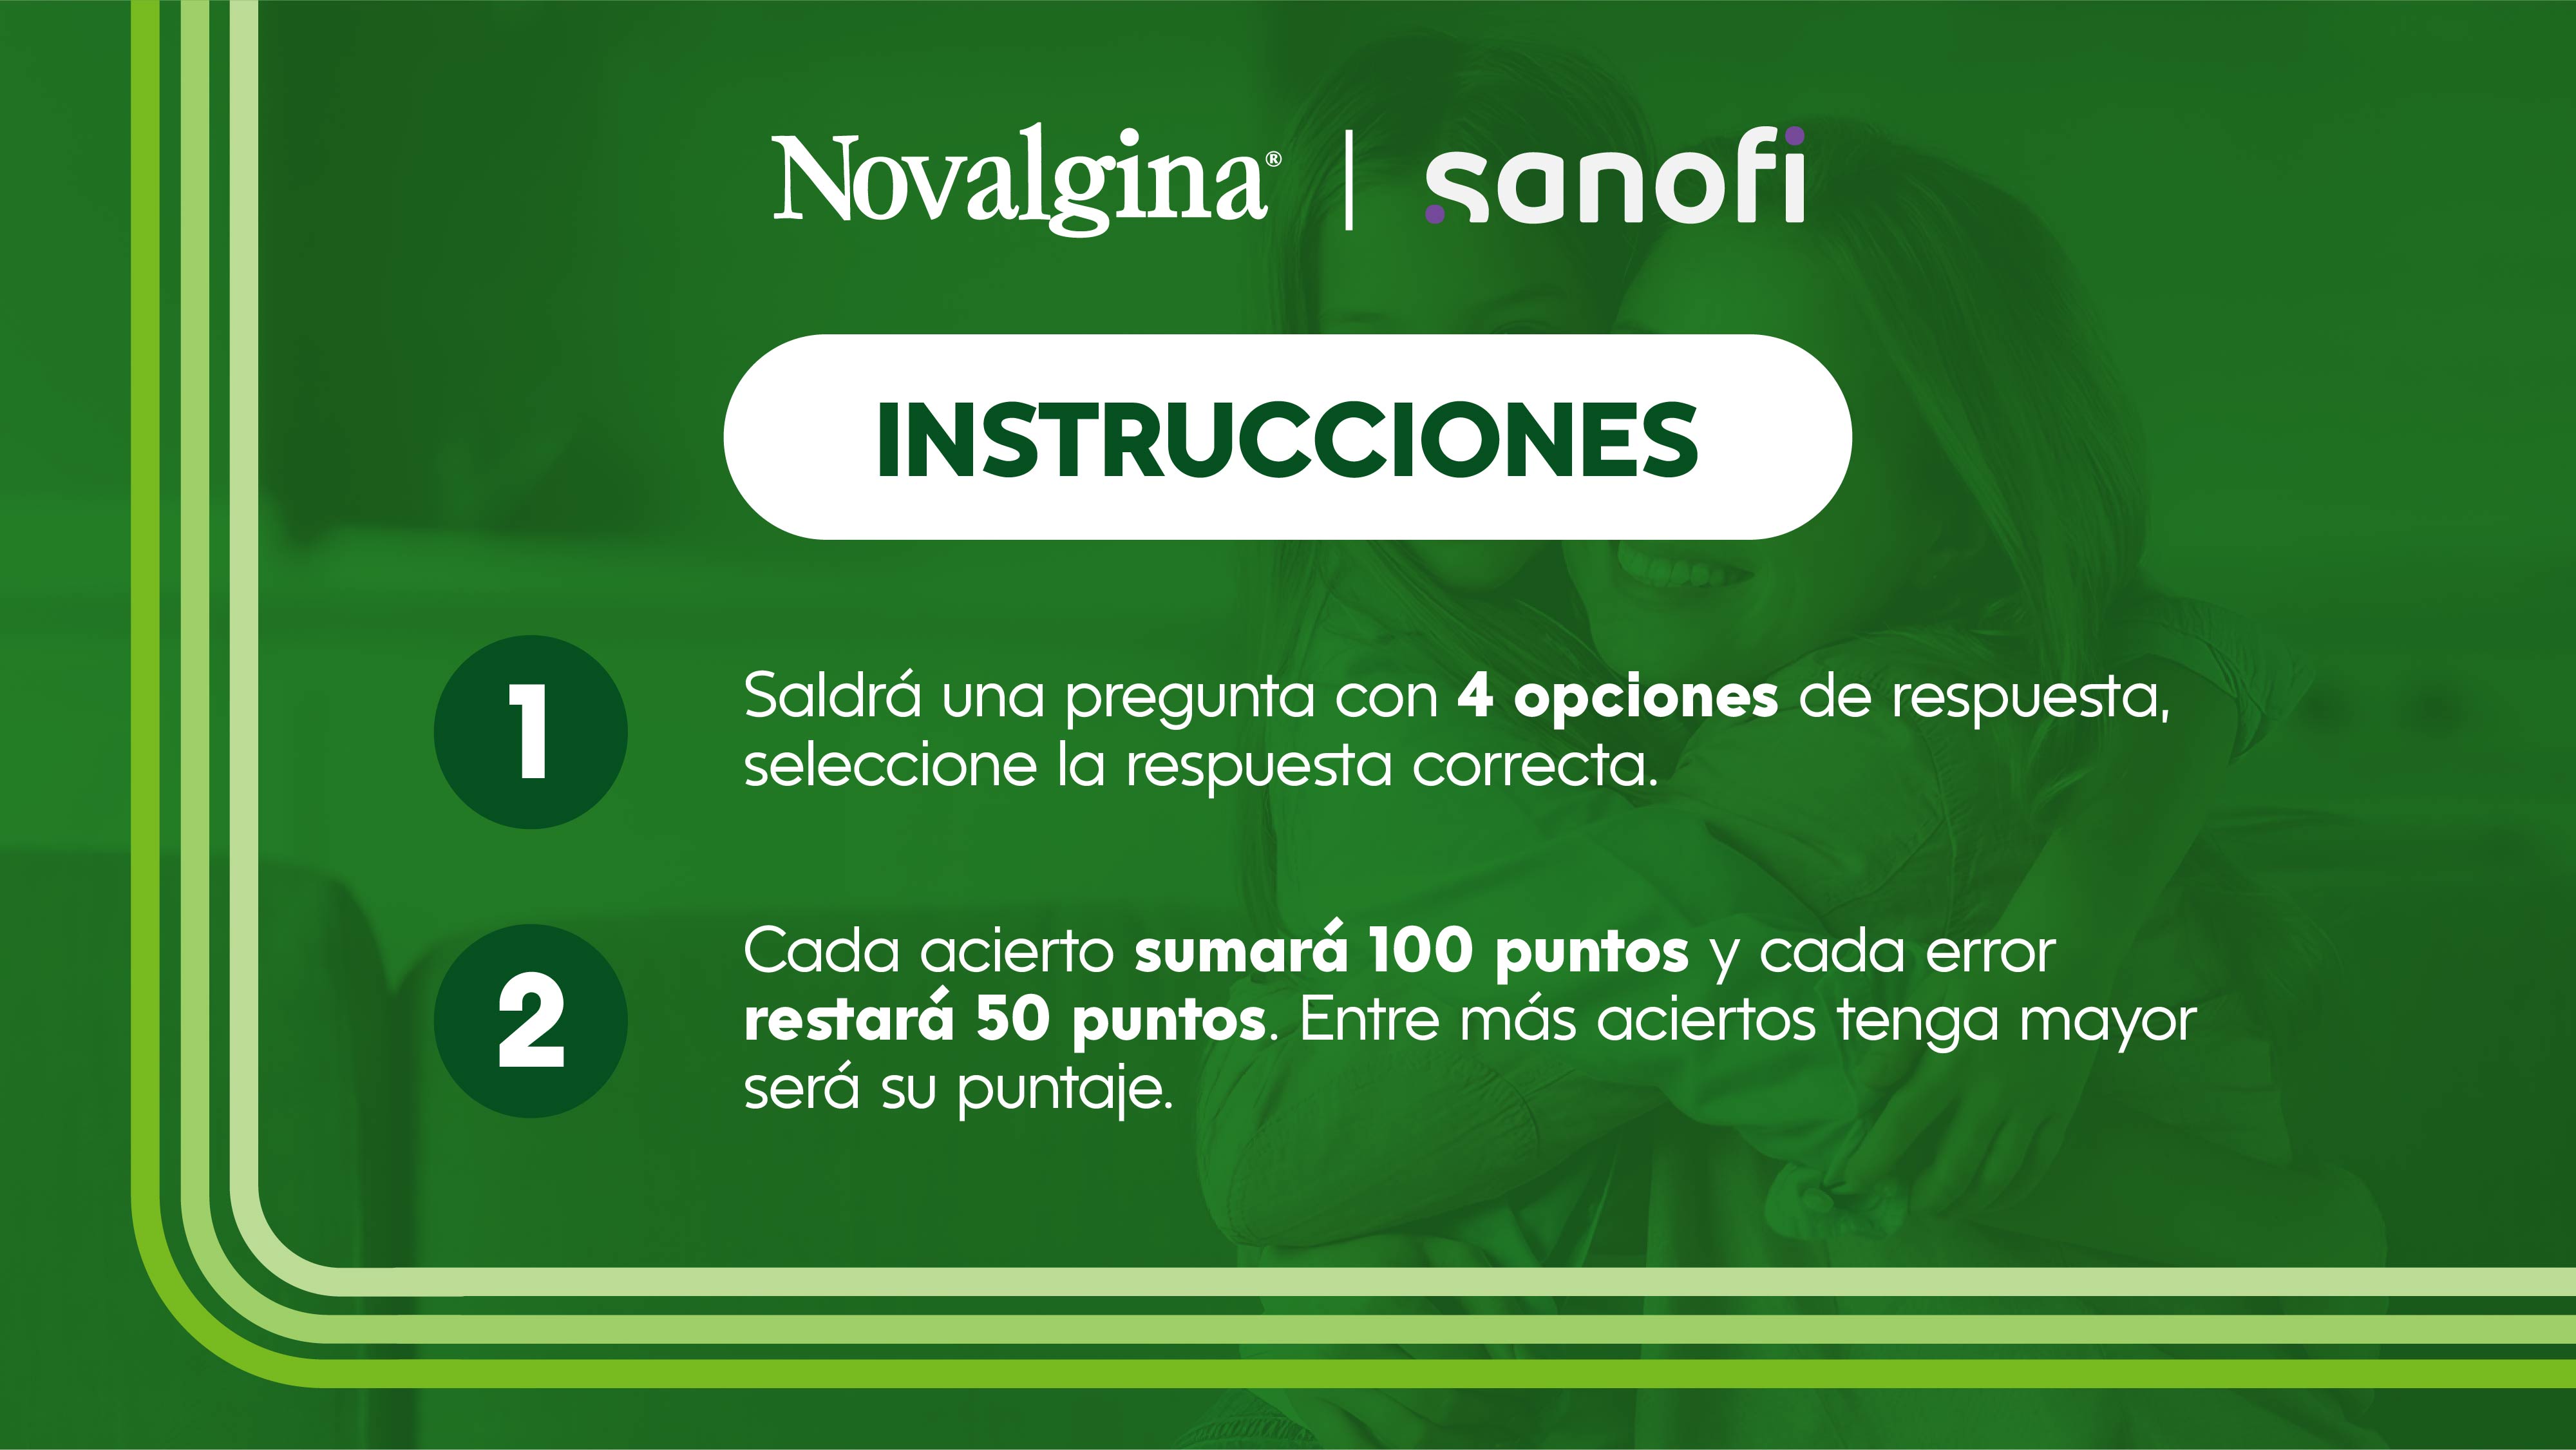 Novalgina® | sanofi
INSTRUCCIONES
1
Saldrá una pregunta con 4 opciones de respuesta,
seleccione la respuesta correcta.
2
Cada acierto sumará 100 puntos y cada error
restará 50 puntos. Entre más aciertos tenga mayor
será su puntaje.